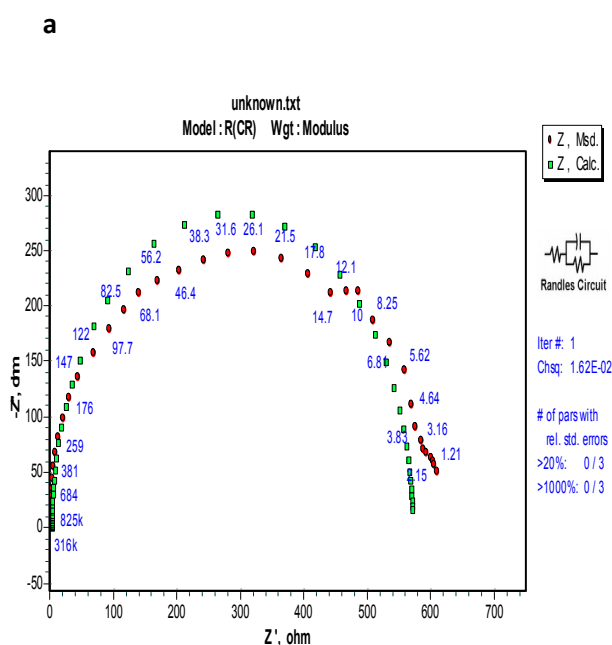 a
unknown.txt
Model : R(CR) Wgt : Modulus
Z , Msd.
Z , Calc.
Randles Circuit
Iter #: 1
Chsq: 1.62E-02
# of pars with
rel. std. errors
>20%: 0 / 3
>1000%: 0 / 3
-Z'', ohm
300
250
200
150
100
50
0
-50
38.3
31.6
26.1
21.5
56.2
17.8
12.1
82.5
46.4
8.25
68.1
14.7
10
122
97.7
147
6.81
5.62
176
4.64
259
3.83
3.16
381
1.21
684
825k
316k
0
100
200
300
400
500
600
700
Z ', ohm